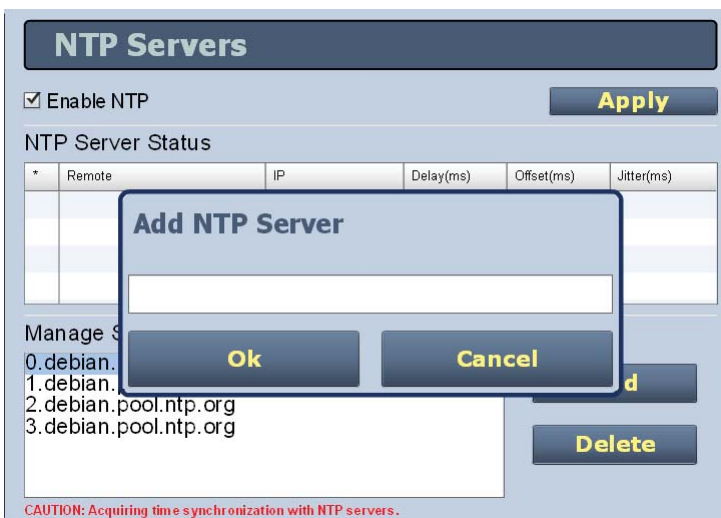 NTP Servers
Enable NTP
Apply
NTP Server Status
* Remote IP Delay(ms) Offset(ms) Jitter(ms)
Add NTP Server
Ok Cancel
Manage
0.debian.
1.debian.
2.debian.pool.ntp.org
3.debian.pool.ntp.org
Delete
CAUTION: Acquiring time synchronization with NTP servers.